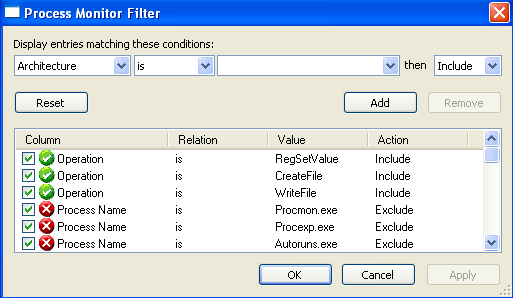 Process Monitor Filter
Display entries matching these conditions:
Architecture is then Include
Reset Add Remove
Column Relation Value Action
Operation is RegSetValue Include
Operation is CreateFile Include
Operation is WriteFile Include
Process Name is Procmon.exe Exclude
Process Name is Procexp.exe Exclude
Process Name is Autoruns.exe Exclude
OK Cancel Apply